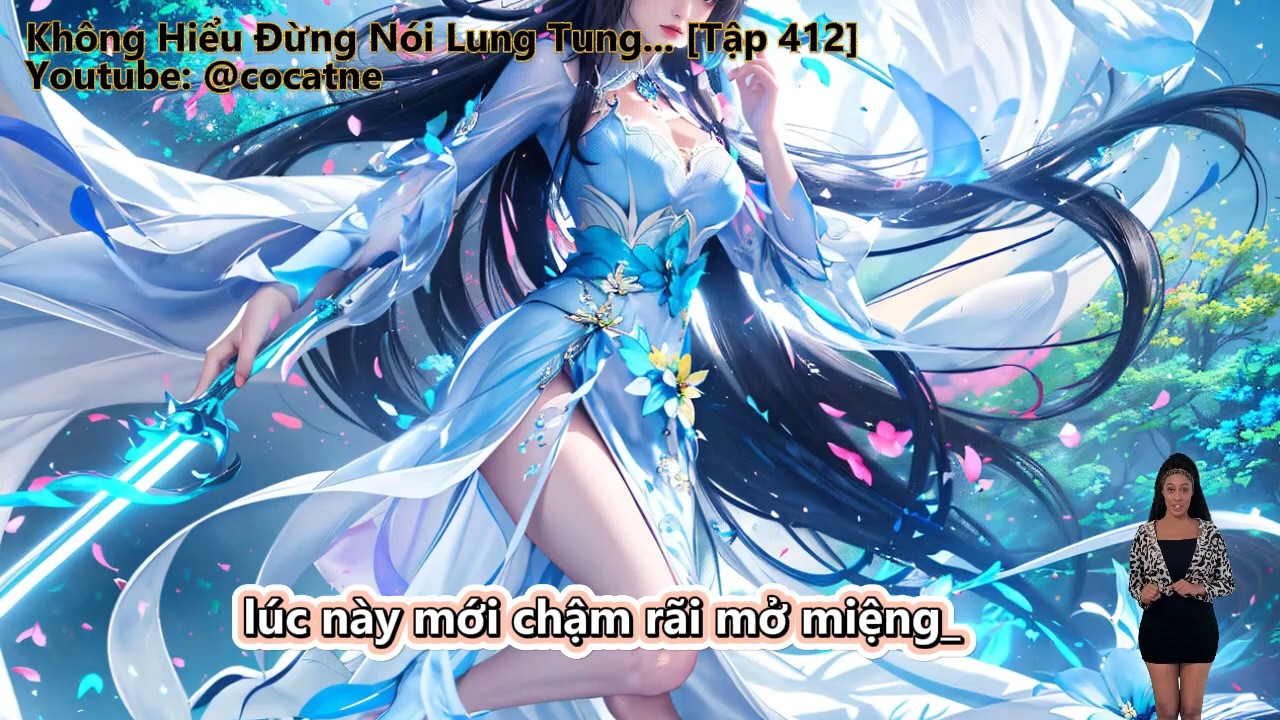 Không Hiểu Đừng Nói Lung Tung... [Tập 412]
Youtube: @cocatne
lúc này mới chậm rãi mở miệng_